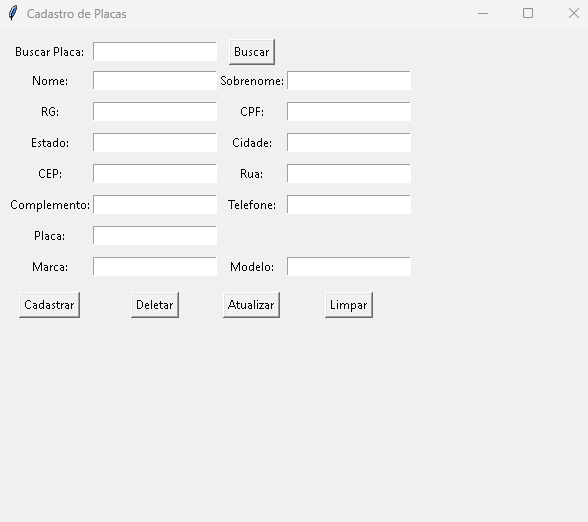 Cadastro de Placas
Buscar Placa: Buscar
Nome: Sobrenome:
RG: CPF:
Estado: Cidade:
CEP: Rua:
Complemento: Telefone:
Placa:
Marca: Modelo:
Cadastrar Deletar Atualizar Limpar